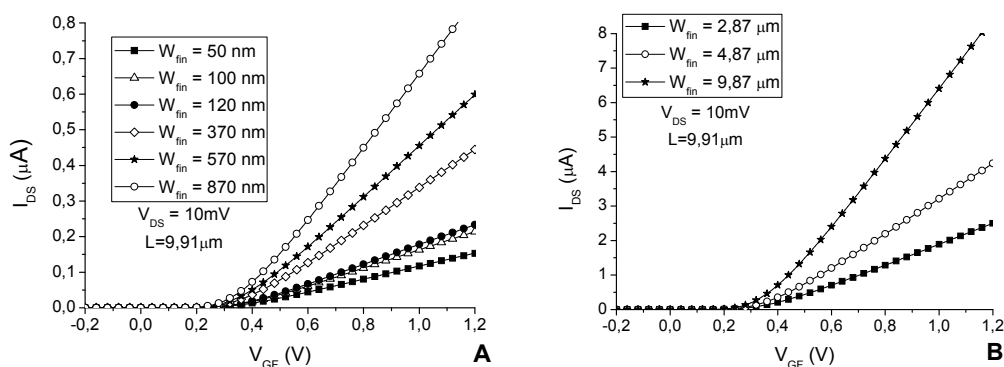 0,8
0,7
0,6
0,5
0,4
0,3
0,2
0,1
0,0
I_DS (μA)
W_fin = 50 nm
W_fin = 100 nm
W_fin = 120 nm
W_fin = 370 nm
W_fin = 570 nm
W_fin = 870 nm
V_DS = 10mV
L=9,91μm
-0,2 0,0 0,2 0,4 0,6 0,8 1,0 1,2
V_GF (V)
A
8
7
6
5
4
3
2
1
0
I_DS (μA)
W_fin = 2,87 μm
W_fin = 4,87 μm
W_fin = 9,87 μm
V_DS = 10mV
L=9,91μm
-0,2 0,0 0,2 0,4 0,6 0,8 1,0 1,2
V_GF (V)
B